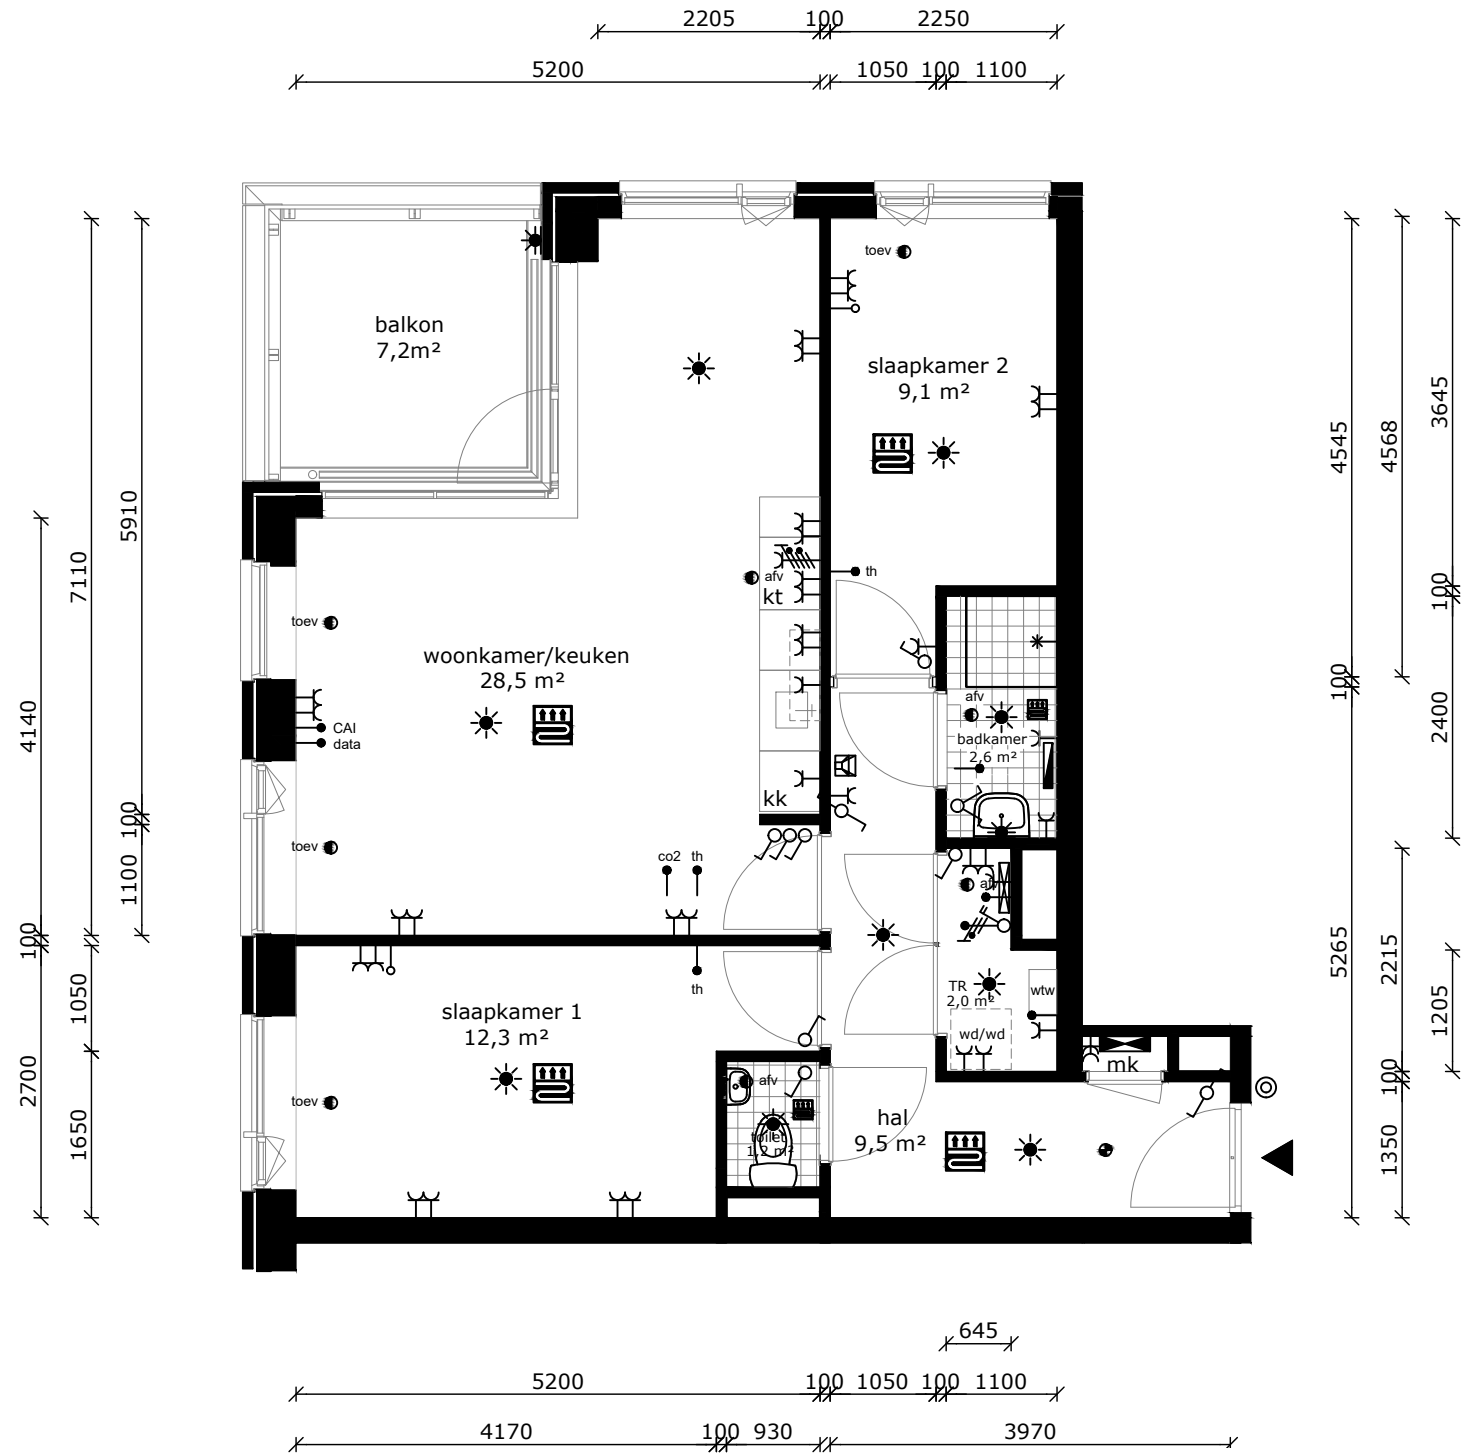 2205 100 2250
5200 1050 100 1100
balkon
7,2m²
toev
slaapkamer 2
9,1 m²
th
afv
kt
toev
woonkamer/keuken
28,5 m²
CAI
data
afv
badkamer
2,6 m²
kk
toev
co2 th
afv
th
slaapkamer 1
12,3 m²
TR
2,0 m²
wtw
wd/wd
mk
toev
afv
toilet
1,2 m²
hal
9,5 m²
4140
100
2700
7110
1050
1650
5910
100
1100
4545
100
5265
4568
2215
100
1350
3645
100
2400
1205
645
5200 100 1050 100 1100
4170 100 930 3970